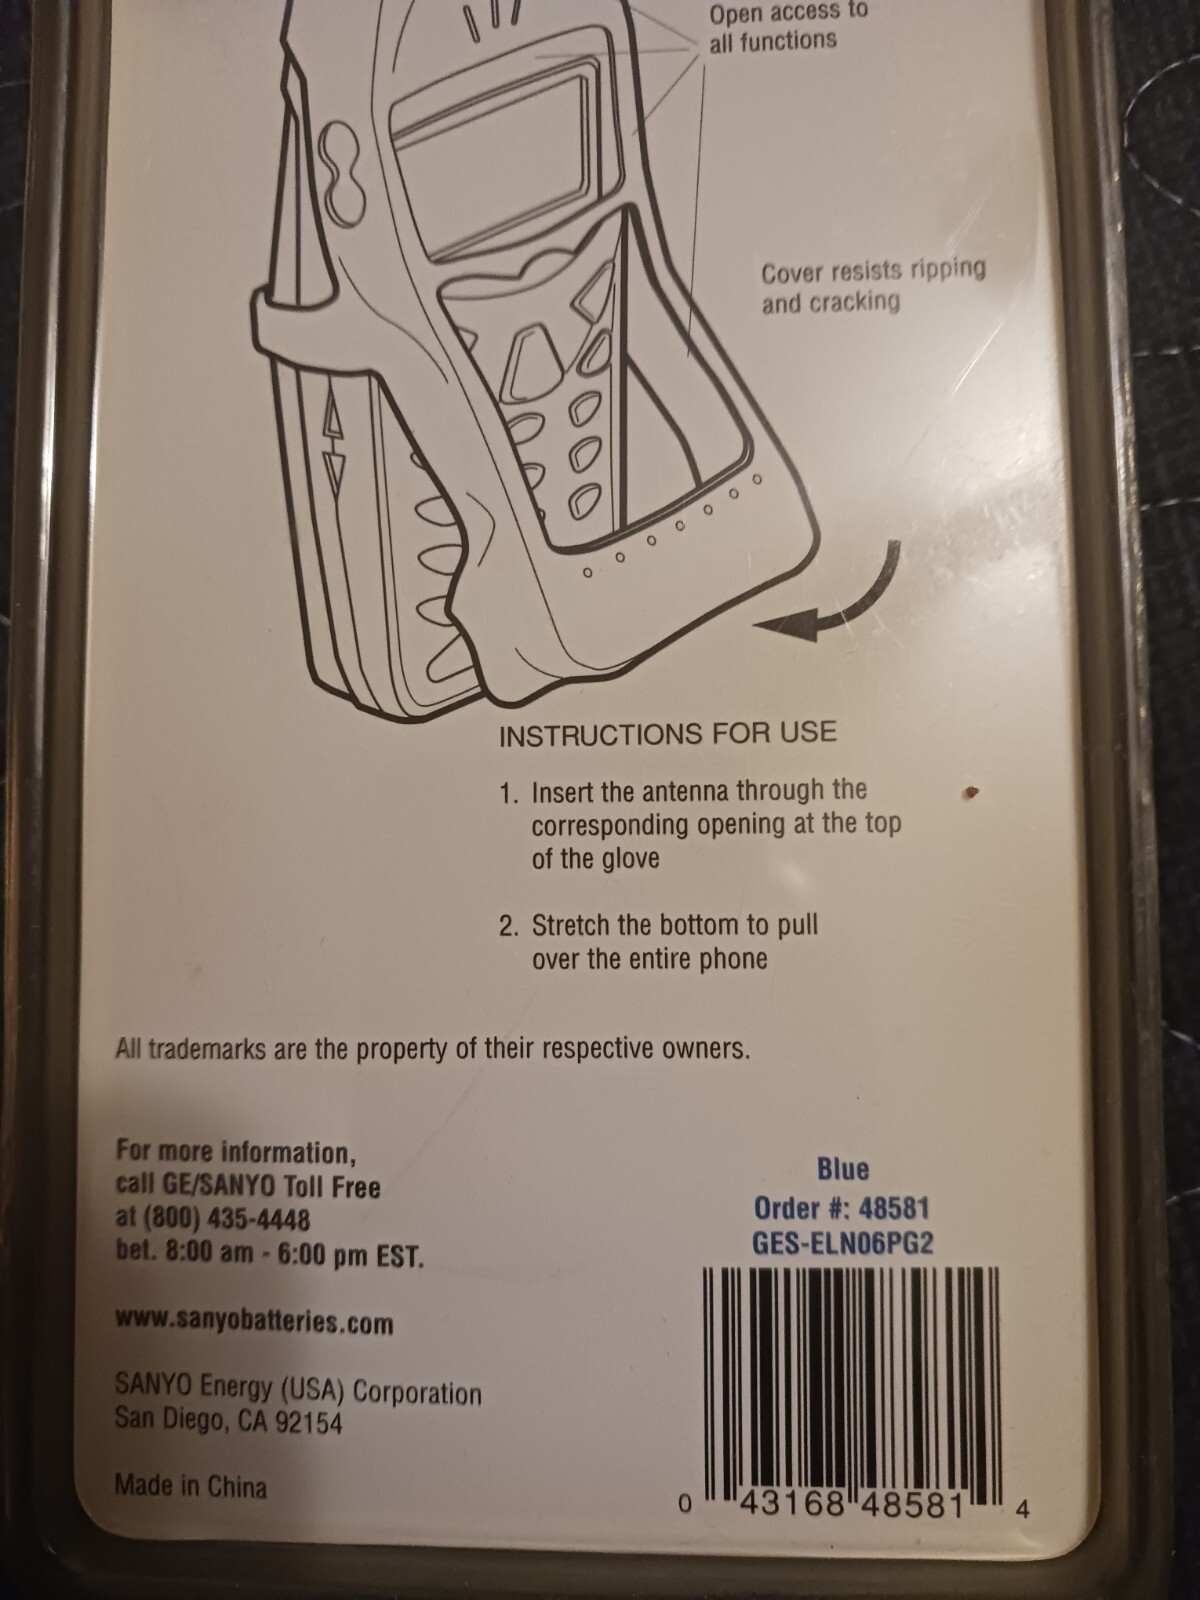 Open access to
all functions
Cover resists ripping
and cracking
INSTRUCTIONS FOR USE
1. Insert the antenna through the
corresponding opening at the top
of the glove
2. Stretch the bottom to pull
over the entire phone
All trademarks are the property of their respective owners.
For more information,
call GE/SANYO Toll Free
at (800) 435-4448
bet. 8:00 am - 6:00 pm EST.
www.sanyobatteries.com
SANYO Energy (USA) Corporation
San Diego, CA 92154
Made in China
Blue
Order #: 48581
GES-ELN06PG2
0 43168 48581 4